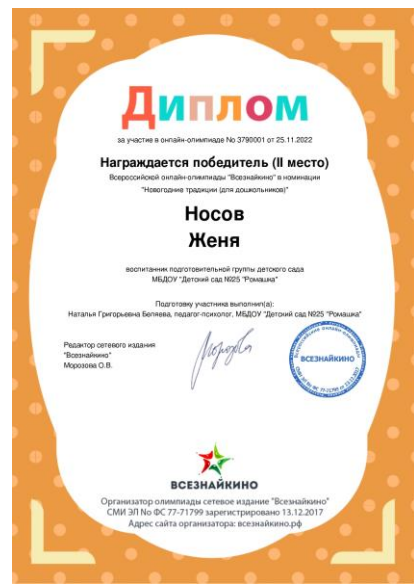 Диплом
за участие в онлайн-олимпиаде No 3790001 от 25.11.2022
Награждается победитель (II место)
Всероссийской онлайн-олимпиады "Всезнайкино" в номинации
"Новогодние традиции (для дошкольников)"
Носов
Женя
воспитанник подготовительной группы детского сада
МБДОУ "Детский сад №25 "Ромашка"
Подготовку участника выполнил(а):
Наталья Григорьевна Беляева, педагог-психолог, МБДОУ "Детский сад №25 "Ромашка"
Редактор сетевого издания
"Всезнайкино"
Морозова О.В.
ВСЕЗНАЙКИНО
ВСЕЗНАЙКИНО
Организатор олимпиады сетевое издание "Всезнайкино"
СМИ ЭЛ No ФС 77-71799 зарегистрировано 13.12.2017
Адрес сайта организатора: всезнайкино.рф